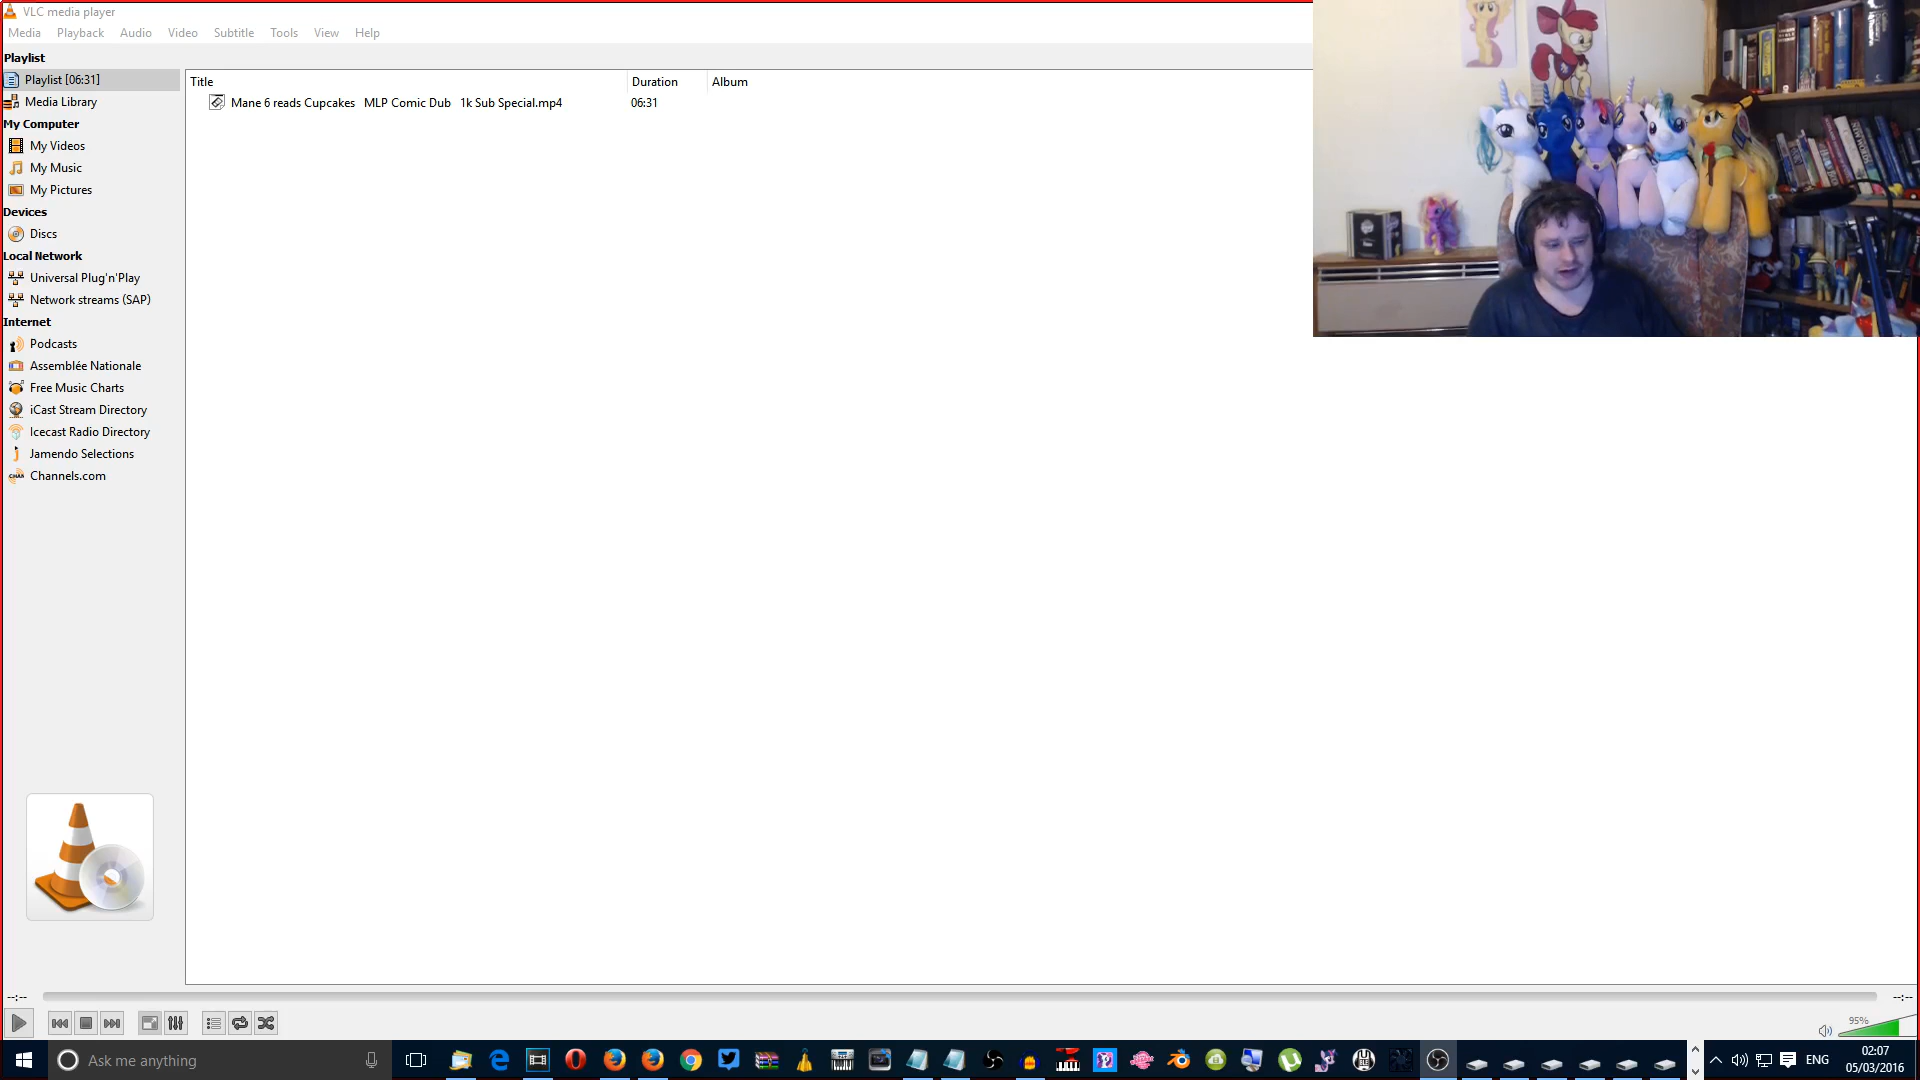 VLC media player
Media Playback Audio Video Subtitle Tools View Help
Playlist
Playlist [06:31]
Media Library
My Computer
My Videos
My Music
My Pictures
Devices
Discs
Local Network
Universal Plug'n'Play
Network streams (SAP)
Internet
Podcasts
Assemblée Nationale
Free Music Charts
iCast Stream Directory
Icecast Radio Directory
Jamendo Selections
Channels.com
Title Duration Album
Mane 6 reads Cupcakes MLP Comic Dub 1k Sub Special.mp4 06:31
--:-- --:--
95%
Ask me anything
ENG
02:07
05/03/2016